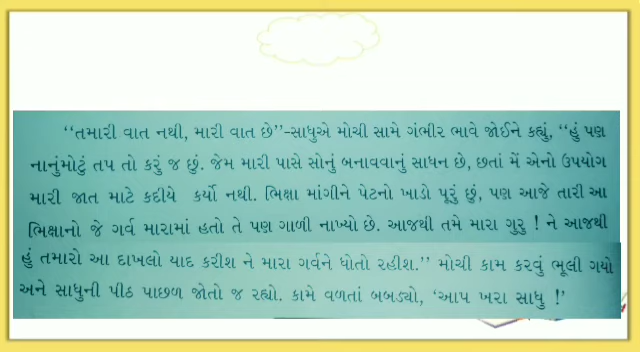 ‘‘તમારી વાત નથી, મારી વાત છે’’-સાધુએ મોચી સામે ગંભીર ભાવે જોઈને કહ્યું, ‘‘હું પણ
નાનુંમોટું તપ તો કરું જ છું. જેમ મારી પાસે સોનું બનાવવાનું સાધન છે, છતાં મેં એનો ઉપયોગ
મારી જાત માટે કદીયે કર્યો નથી. ભિક્ષા માંગીને પેટનો ખાડો પૂરું છું, પણ આજે તારી આ
ભિક્ષાનો જે ગર્વ મારામાં હતો તે પણ ગાળી નાખ્યો છે. આજથી તમે મારા ગુરુ ! ને આજથી
હું તમારો આ દાખલો યાદ કરીશ ને મારા ગર્વને ધોતો રહીશ.’’ મોચી કામ કરવું ભૂલી ગયો
અને સાધુની પીઠ પાછળ જોતો જ રહ્યો. કામે વળતાં બબડ્યો, ‘આપ ખરા સાધુ !’